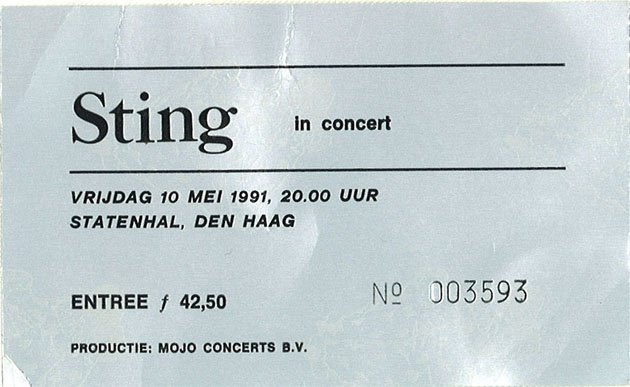 Sting in concert
VRIJDAG 10 MEI 1991, 20.00 UUR
STATENHAL, DEN HAAG
ENTREE ƒ 42,50 Nº 003593
PRODUCTIE: MOJO CONCERTS B.V.